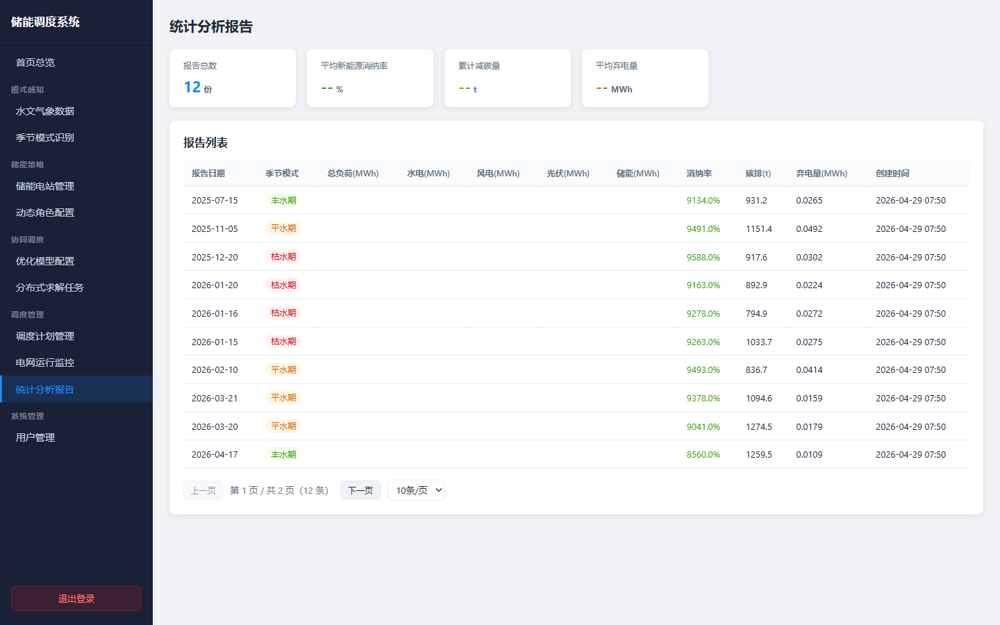 储能调度系统
首页总览
模式感知
水文气象数据
季节模式识别
储能策略
储能电站管理
动态角色配置
协同调度
优化模型配置
分布式求解任务
调度管理
调度计划管理
电网运行监控
统计分析报告
系统管理
用户管理
退出登录
统计分析报告
报告总数
12 份
平均新能源消纳率
-- %
累计减碳量
-- t
平均弃电量
-- MWh
报告列表
报告日期 季节模式 总负荷(MWh) 水电(MWh) 风电(MWh) 光伏(MWh) 储能(MWh) 消纳率 碳排(t) 弃电量(MWh) 创建时间
2025-07-15 丰水期 9134.0% 931.2 0.0265 2026-04-29 07:50
2025-11-05 平水期 9491.0% 1151.4 0.0492 2026-04-29 07:50
2025-12-20 枯水期 9588.0% 917.6 0.0302 2026-04-29 07:50
2026-01-20 枯水期 9163.0% 892.9 0.0224 2026-04-29 07:50
2026-01-16 枯水期 9278.0% 794.9 0.0272 2026-04-29 07:50
2026-01-15 枯水期 9263.0% 1033.7 0.0275 2026-04-29 07:50
2026-02-10 平水期 9493.0% 836.7 0.0414 2026-04-29 07:50
2026-03-21 平水期 9378.0% 1094.6 0.0159 2026-04-29 07:50
2026-03-20 平水期 9041.0% 1274.5 0.0179 2026-04-29 07:50
2026-04-17 丰水期 8560.0% 1259.5 0.0109 2026-04-29 07:50
上一页 第 1 页 / 共 2 页（12 条） 下一页 10条/页